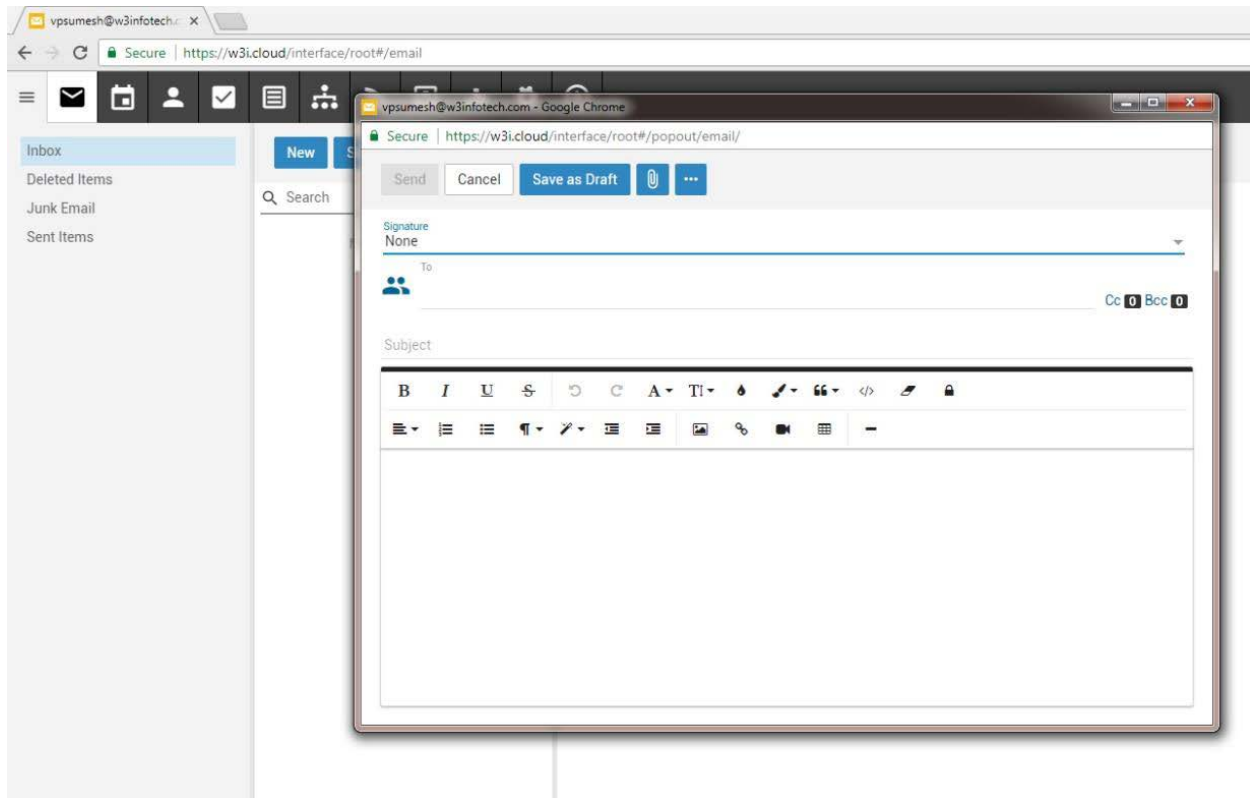 vpsumesh@w3infotech.c
Secure | https://w3i.cloud/interface/root#/email
vpsumesh@w3infotech.com - Google Chrome
Secure | https://w3i.cloud/interface/root#/popout/email/
Inbox
Deleted Items
Junk Email
Sent Items
New
Search
Send Cancel Save as Draft
Signature
None
To
Cc 0 Bcc 0
Subject
B I U S A TI